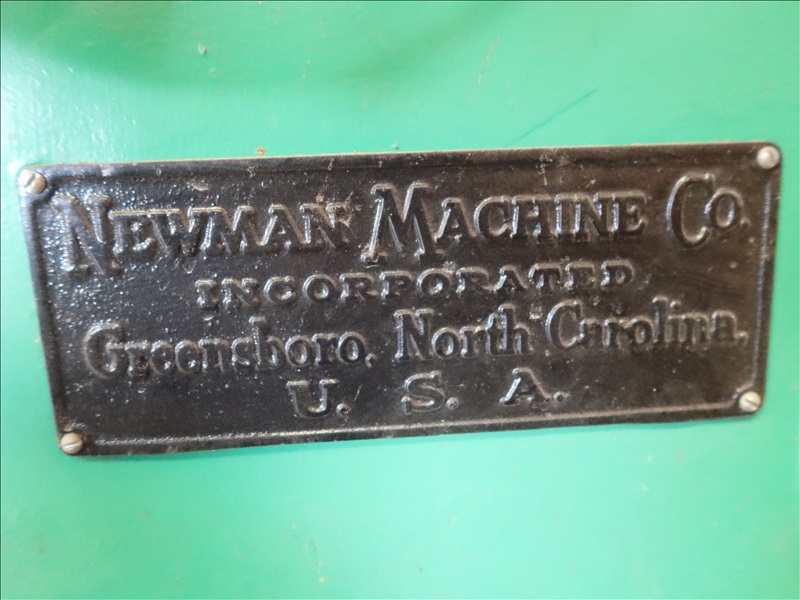 NEWMAN MACHINE CO.
INCORPORATED
Greensboro, North Carolina,
U. S. A.